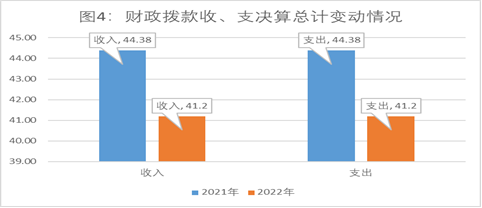 图4：财政拨款收、支决算总计变动情况
45.00
44.00
43.00
42.00
41.00
40.00
39.00
收入, 44.38
收入, 41.2
支出, 44.38
支出, 41.2
收入
支出
2021年
2022年